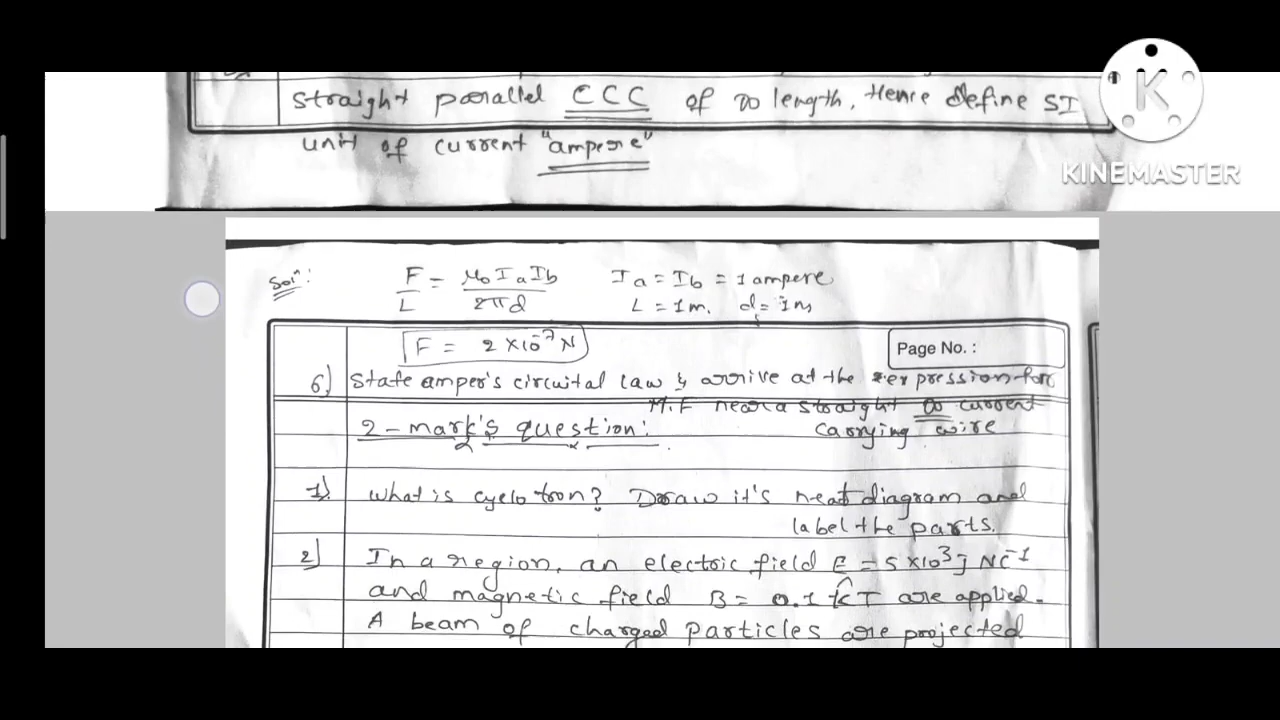 straight parallel CCC of ∞ length, Hence define SI
unit of current "ampere"
KINEMASTER
Solⁿ:
F/L = μ₀ Ia Ib / 2πd Ia = Ib = 1 ampere
L = 1m. d = 1m
F = 2×10⁻⁷ N
Page No. :
6) State amper's circuital law & arrive at the expression for
M.F near a straight ∞ current
carrying wire
2-mark's question:
1) What is cyclotron? Draw it's neat diagram and
label the parts.
2) In a region, an electric field E = 5×10³ ĵ NC⁻¹
and magnetic field B = 0.1 k̂ T are applied.
A beam of charged particles are projected